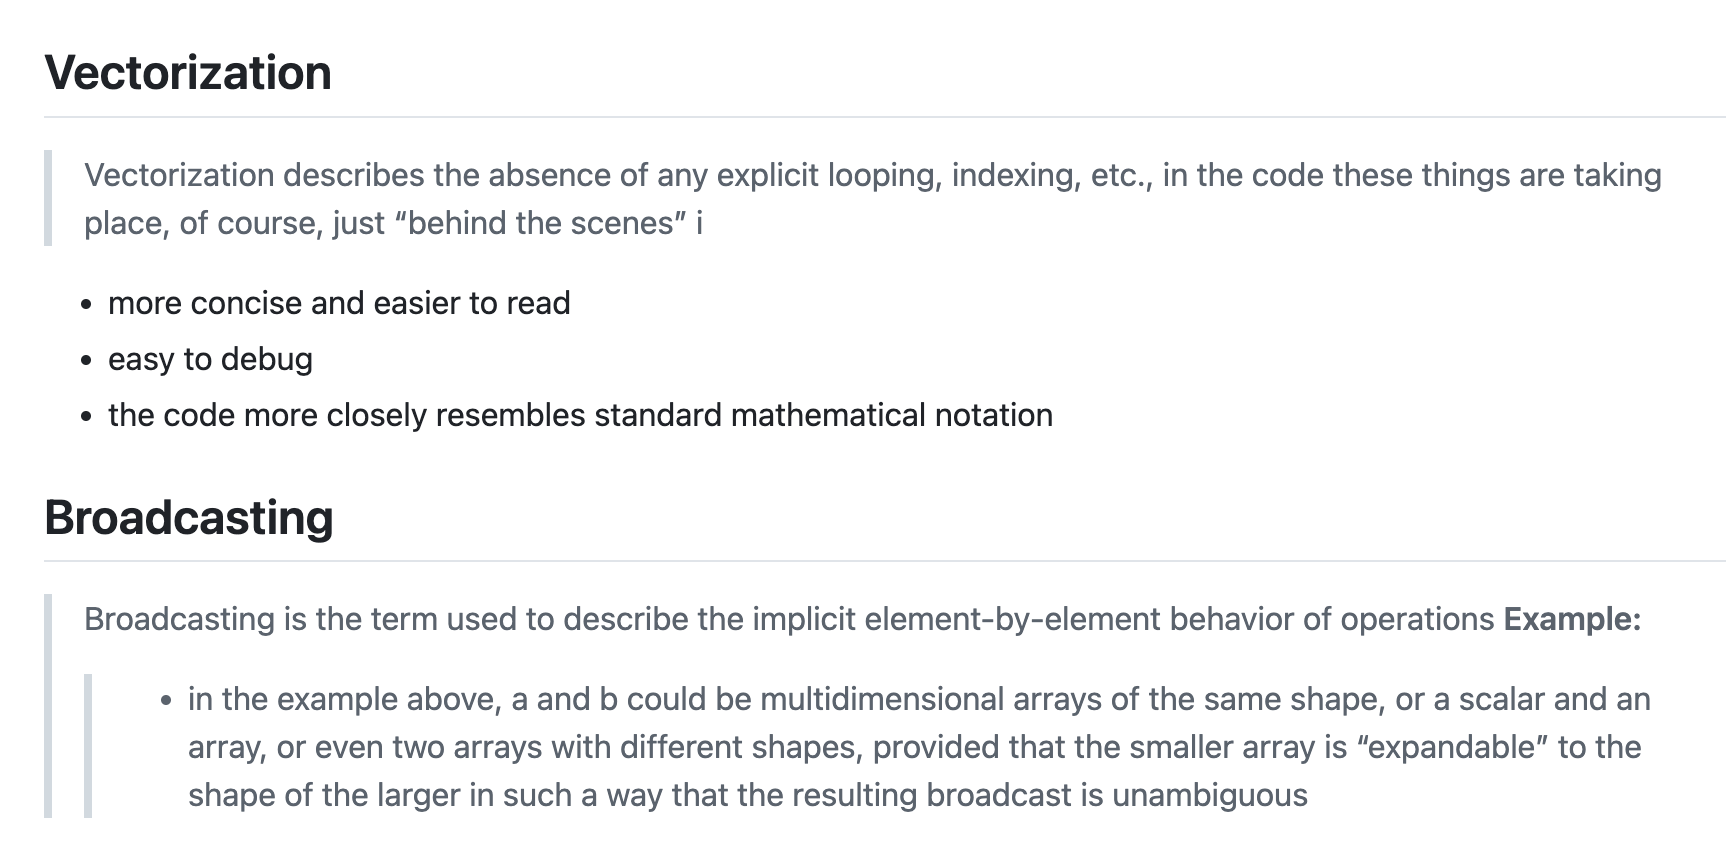 Vectorization
Vectorization describes the absence of any explicit looping, indexing, etc., in the code these things are taking
place, of course, just “behind the scenes” i
• more concise and easier to read
• easy to debug
• the code more closely resembles standard mathematical notation
Broadcasting
Broadcasting is the term used to describe the implicit element-by-element behavior of operations Example:
• in the example above, a and b could be multidimensional arrays of the same shape, or a scalar and an
array, or even two arrays with different shapes, provided that the smaller array is “expandable” to the
shape of the larger in such a way that the resulting broadcast is unambiguous